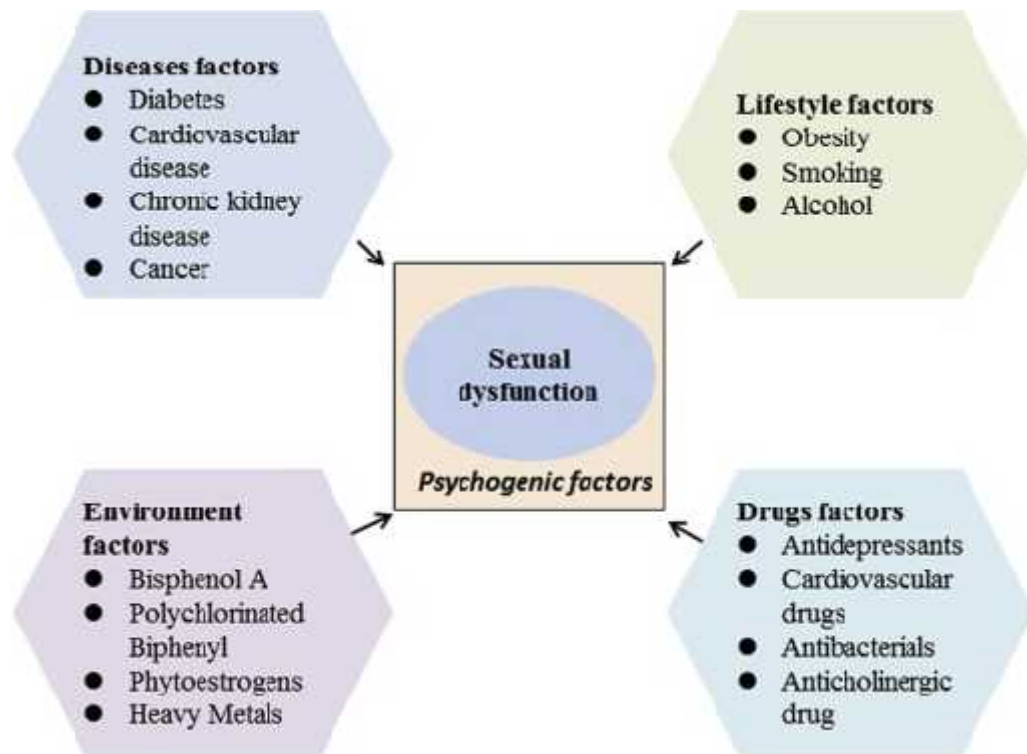 Diseases factors
● Diabetes
● Cardiovascular
disease
● Chronic kidney
disease
● Cancer
Lifestyle factors
● Obesity
● Smoking
● Alcohol
Sexual
dysfunction
Psychogenic factors
Environment
factors
● Bisphenol A
● Polychlorinated
Biphenyl
● Phytoestrogens
● Heavy Metals
Drugs factors
● Antidepressants
● Cardiovascular
drugs
● Antibacterials
● Anticholinergic
drug